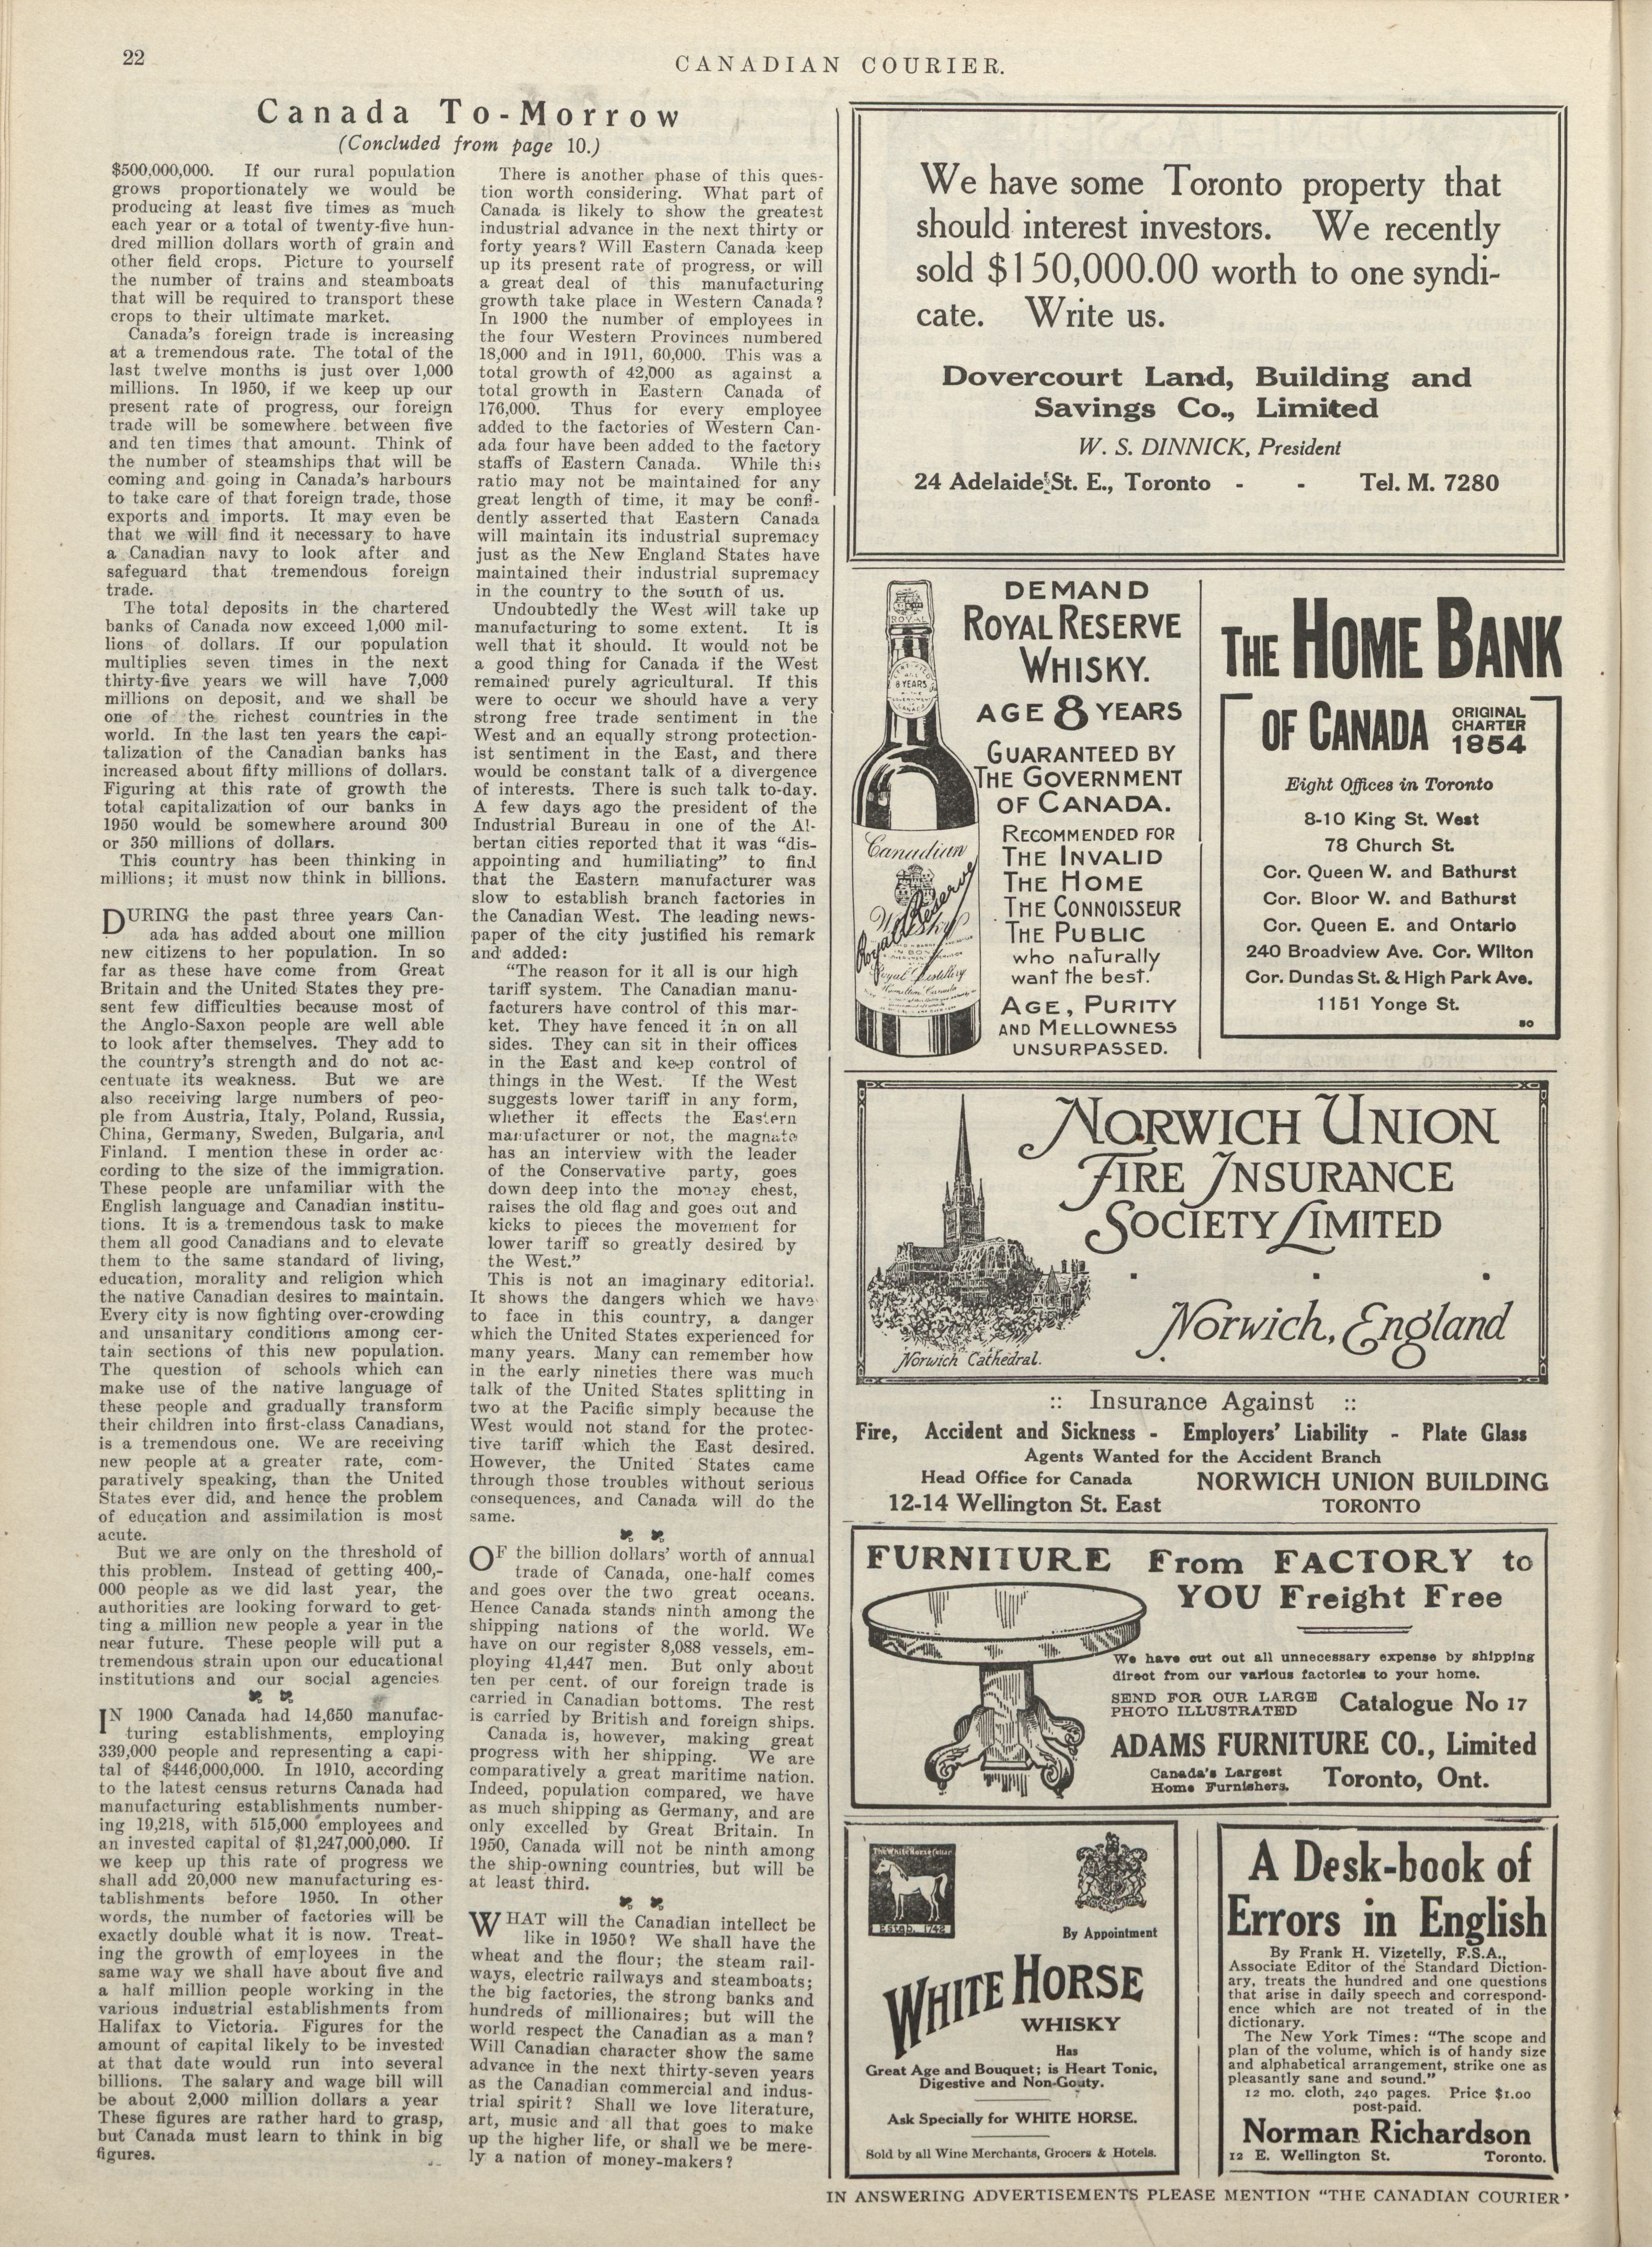 22
CANADIAN COURIER.
Canada To-Morrow
(Concluded from page 10.)
$500,000,000. If our rural population
grows proportionately we would be
producing at least five times as much
each year or a total of twenty-five hun-
dred million dollars worth of grain and
other field crops. Picture to yourself
the number of trains and steamboats
that will be required to transport these
crops to their ultimate market.
Canada's foreign trade is increasing
at a tremendous rate. The total of the
last twelve months is just over 1,000
millions. In 1950, if we keep up our
present rate of progress, our foreign
trade will be somewhere between five
and ten times that amount. Think of
the number of steamships that will be
coming and going in Canada's harbours
to take care of that foreign trade, those
exports and imports. It may even be
that we will find it necessary to have
a Canadian navy to look after and
safeguard that tremendous foreign
trade.
The total deposits in the chartered
banks of Canada now exceed 1,000 mil-
lions of dollars. If our population
multiplies seven times in the next
thirty-five years we will have 7,000
millions on deposit, and we shall be
one of the richest countries in the
world. In the last ten years the capi-
talization of the Canadian banks has
increased about fifty millions of dollars.
Figuring at this rate of growth the
total capitalization of our banks in
1950 would be somewhere around 300
or 350 millions of dollars.
This country has been thinking in
millions; it must now think in billions.
DURING the past three years Can-
ada has added about one million
new citizens to her population. In so
far as these have come from Great
Britain and the United States they pre-
sent few difficulties because most of
the Anglo-Saxon people are well able
to look after themselves. They add to
the country's strength and do not ac-
centuate its weakness. But we are
also receiving large numbers of peo-
ple from Austria, Italy, Poland, Russia,
China, Germany, Sweden, Bulgaria, and
Finland. I mention these in order ac-
cording to the size of the immigration.
These people are unfamiliar with the
English language and Canadian institu-
tions. It is a tremendous task to make
them all good Canadians and to elevate
them to the same standard of living,
education, morality and religion which
the native Canadian desires to maintain.
Every city is now fighting over-crowding
and unsanitary conditions among cer-
tain sections of this new population.
The question of schools which can
make use of the native language of
these people and gradually transform
their children into first-class Canadians,
is a tremendous one. We are receiving
new people at a greater rate, com-
paratively speaking, than the United
States ever did, and hence the problem
of education and assimilation is most
acute.
But we are only on the threshold of
this problem. Instead of getting 400,-
000 people as we did last year, the
authorities are looking forward to get-
ting a million new people a year in the
near future. These people will put a
tremendous strain upon our educational
institutions and our social agencies
IN 1900 Canada had 14,650 manufac-
turing establishments, employing
339,000 people and representing a capi-
tal of $446,000,000. In 1910, according
to the latest census returns Canada had
manufacturing establishments number-
ing 19,218, with 515,000 employees and
an invested capital of $1,247,000,000. If
we keep up this rate of progress we
shall add 20,000 new manufacturing es-
tablishments before 1950. In other
words, the number of factories will be
exactly double what it is now. Treat-
ing the growth of employees in the
same way we shall have about five and
a half million people working in the
various industrial establishments from
Halifax to Victoria. Figures for the
amount of capital likely to be invested
at that date would run into several
billions. The salary and wage bill will
be about 2,000 million dollars a year
These figures are rather hard to grasp,
but Canada must learn to think in big
figures.
There is another phase of this ques-
tion worth considering. What part of
Canada is likely to show the greatest
industrial advance in the next thirty or
forty years? Will Eastern Canada keep
up its present rate of progress, or will
a great deal of this manufacturing
growth take place in Western Canada?
In 1900 the number of employees in
the four Western Provinces numbered
18,000 and in 1911, 60,000. This was a
total growth of 42,000 as against a
total growth in Eastern Canada of
176,000. Thus for every employee
added to the factories of Western Can-
ada four have been added to the factory
staffs of Eastern Canada. While this
ratio may not be maintained for any
great length of time, it may be confi-
dently asserted that Eastern Canada
will maintain its industrial supremacy
just as the New England States have
maintained their industrial supremacy
in the country to the south of us.
Undoubtedly the West will take up
manufacturing to some extent. It is
well that it should. It would not be
a good thing for Canada if the West
remained purely agricultural. If this
were to occur we should have a very
strong free trade sentiment in the
West and an equally strong protection-
ist sentiment in the East, and there
would be constant talk of a divergence
of interests. There is such talk to-day.
A few days ago the president of the
Industrial Bureau in one of the Al-
bertan cities reported that it was "dis-
appointing and humiliating" to find
that the Eastern manufacturer was
slow to establish branch factories in
the Canadian West. The leading news-
paper of the city justified his remark
and added:
"The reason for it all is our high
tariff system. The Canadian manu-
facturers have control of this mar-
ket. They have fenced it in on all
sides. They can sit in their offices
in the East and keep control of
things in the West. If the West
suggests lower tariff in any form,
whether it effects the Eastern
manufacturer or not, the magnate
has an interview with the leader
of the Conservative party, goes
down deep into the money chest,
raises the old flag and goes out and
kicks to pieces the movement for
lower tariff so greatly desired by
the West."
This is not an imaginary editorial.
It shows the dangers which we have
to face in this country, a danger
which the United States experienced for
many years. Many can remember how
in the early nineties there was much
talk of the United States splitting in
two at the Pacific simply because the
West would not stand for the protec-
tive tariff which the East desired.
However, the United States came
through those troubles without serious
consequences, and Canada will do the
same.
OF the billion dollars' worth of annual
trade of Canada, one-half comes
and goes over the two great oceans.
Hence Canada stands ninth among the
shipping nations of the world. We
have on our register 8,088 vessels, em-
ploying 41,447 men. But only about
ten per cent. of our foreign trade is
carried in Canadian bottoms. The rest
is carried by British and foreign ships.
Canada is, however, making great
progress with her shipping. We are
comparatively a great maritime nation.
Indeed, population compared, we have
as much shipping as Germany, and are
only excelled by Great Britain. In
1950, Canada will not be ninth among
the ship-owning countries, but will be
at least third.
WHAT will the Canadian intellect be
like in 1950? We shall have the
wheat and the flour; the steam rail-
ways, electric railways and steamboats;
the big factories, the strong banks and
hundreds of millionaires; but will the
world respect the Canadian as a man?
Will Canadian character show the same
advance in the next thirty-seven years
as the Canadian commercial and indus-
trial spirit? Shall we love literature,
art, music and all that goes to make
up the higher life, or shall we be mere-
ly a nation of money-makers?
We have some Toronto property that
should interest investors. We recently
sold $150,000.00 worth to one syndi-
cate. Write us.
Dovercourt Land, Building and
Savings Co., Limited
W. S. DINNICK, President
24 Adelaide St. E., Toronto - - Tel. M. 7280
DEMAND
ROYAL RESERVE
WHISKY.
AGE 8 YEARS
GUARANTEED BY
THE GOVERNMENT
OF CANADA.
RECOMMENDED FOR
THE INVALID
THE HOME
THE CONNOISSEUR
THE PUBLIC
who naturally
want the best.
AGE, PURITY
AND MELLOWNESS
UNSURPASSED.
ROYAL
8 YEARS
Canadian
Whisky
Royal Reserve
Royal Distillery
Hamilton Canada
THE HOME BANK
OF CANADA
ORIGINAL
CHARTER
1854
Eight Offices in Toronto
8-10 King St. West
78 Church St.
Cor. Queen W. and Bathurst
Cor. Bloor W. and Bathurst
Cor. Queen E. and Ontario
240 Broadview Ave. Cor. Wilton
Cor. Dundas St. & High Park Ave.
1151 Yonge St.
NORWICH UNION
FIRE INSURANCE
SOCIETY LIMITED
Norwich, England
Norwich Cathedral.
:: Insurance Against ::
Fire, Accident and Sickness - Employers' Liability - Plate Glass
Agents Wanted for the Accident Branch
Head Office for Canada NORWICH UNION BUILDING
12-14 Wellington St. East TORONTO
FURNITURE From FACTORY to
YOU Freight Free
We have cut out all unnecessary expense by shipping
direct from our various factories to your home.
SEND FOR OUR LARGE
PHOTO ILLUSTRATED
Catalogue No 17
ADAMS FURNITURE CO., Limited
Canada's Largest
Home Furnishers.
Toronto, Ont.
The White Horse Cellar
Estab. 1742
By Appointment
WHITE HORSE
WHISKY
Has
Great Age and Bouquet; is Heart Tonic,
Digestive and Non-Gouty.
Ask Specially for WHITE HORSE.
Sold by all Wine Merchants, Grocers & Hotels.
A Desk-book of
Errors in English
By Frank H. Vizetelly, F.S.A.,
Associate Editor of the Standard Diction-
ary, treats the hundred and one questions
that arise in daily speech and correspond-
ence which are not treated of in the
dictionary.
The New York Times: "The scope and
plan of the volume, which is of handy size
and alphabetical arrangement, strike one as
pleasantly sane and sound."
12 mo. cloth, 240 pages. Price $1.00
post-paid.
Norman Richardson
12 E. Wellington St. Toronto.
IN ANSWERING ADVERTISEMENTS PLEASE MENTION "THE CANADIAN COURIER"